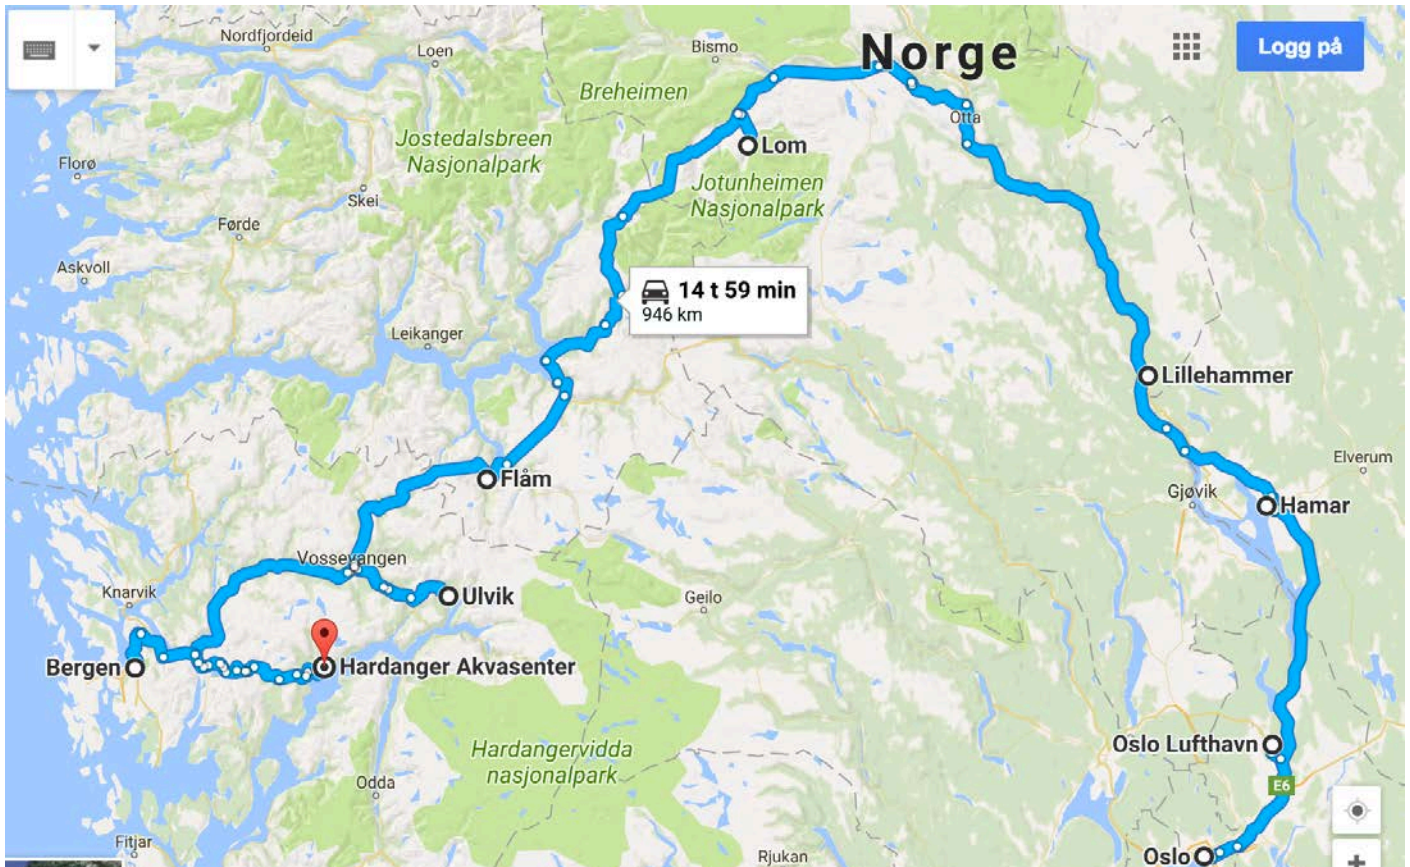 Nordfjordeid
Loen
Bismo
Norge
Logg på
Breheimen
Otta
Jostedalsbreen
Nasjonalpark
Lom
Florø
Jotunheimen
Nasjonalpark
Skei
Førde
Askvoll
14 t 59 min
946 km
Leikanger
Lillehammer
Elverum
Flåm
Gjøvik
Hamar
Vossevangen
Knarvik
Ulvik
Geilo
Bergen
Hardanger Akvasenter
Hardangervidda
nasjonalpark
Oslo Lufthavn
Odda
E6
Fitjar
Rjukan
Oslo